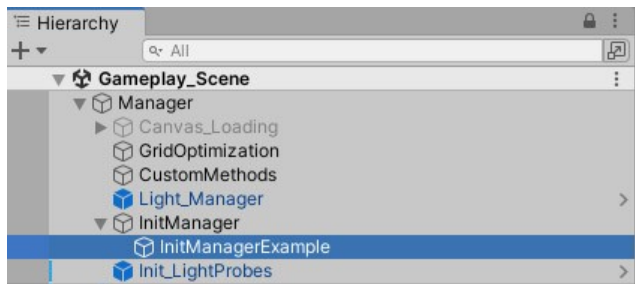 Hierarchy
All
Gameplay_Scene
Manager
Canvas_Loading
GridOptimization
CustomMethods
Light_Manager
InitManager
InitManagerExample
Init_LightProbes